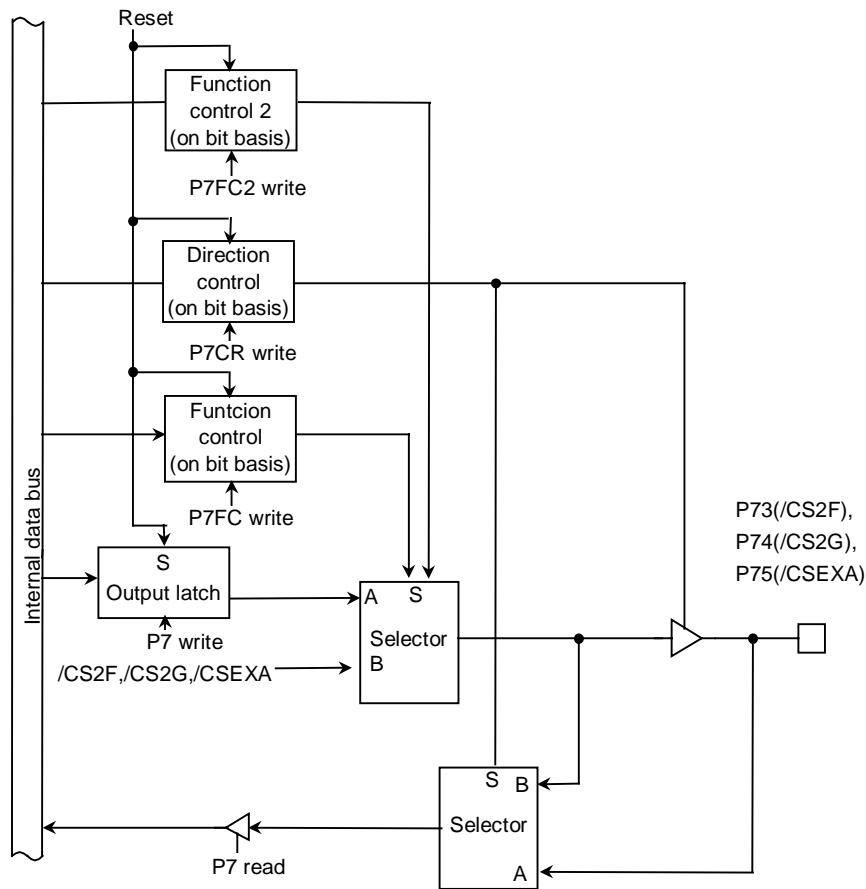 Reset
Function
control 2
(on bit basis)
P7FC2 write
Direction
control
(on bit basis)
P7CR write
Funtcion
control
(on bit basis)
P7FC write
Internal data bus
P73(/CS2F),
P74(/CS2G),
P75(/CSEXA)
S
Output latch
P7 write
A
S
Selector
B
/CS2F,/CS2G,/CSEXA
S
B
Selector
A
P7 read